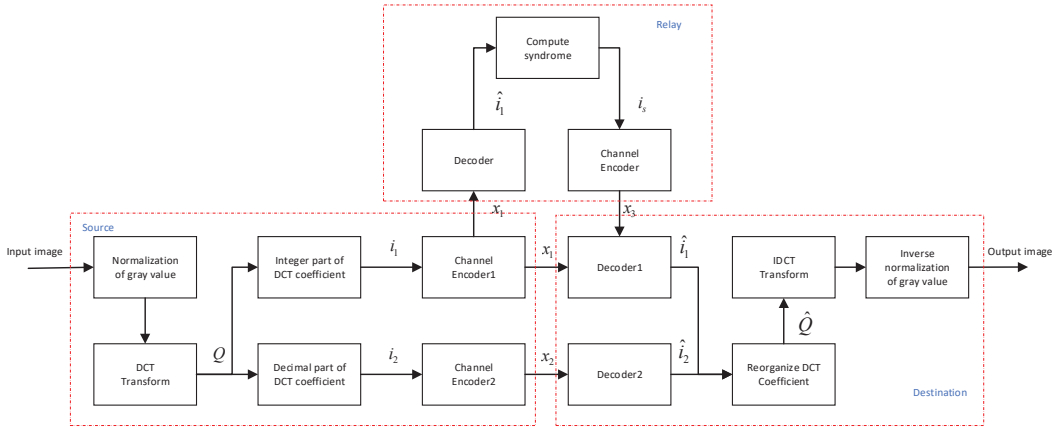 Relay
Compute
syndrome
î₁
iₛ
Decoder
Channel
Encoder
x₁
x₃
Source
Input image
Normalization
of gray value
Integer part of
DCT coefficient
i₁
Channel
Encoder1
x₁
Decoder1
î₁
IDCT
Transform
Inverse
normalization
of gray value
Output image
DCT
Transform
Q
Decimal part of
DCT coefficient
i₂
Channel
Encoder2
x₂
Decoder2
î₂
Q̂
Reorganize DCT
Coefficient
Destination